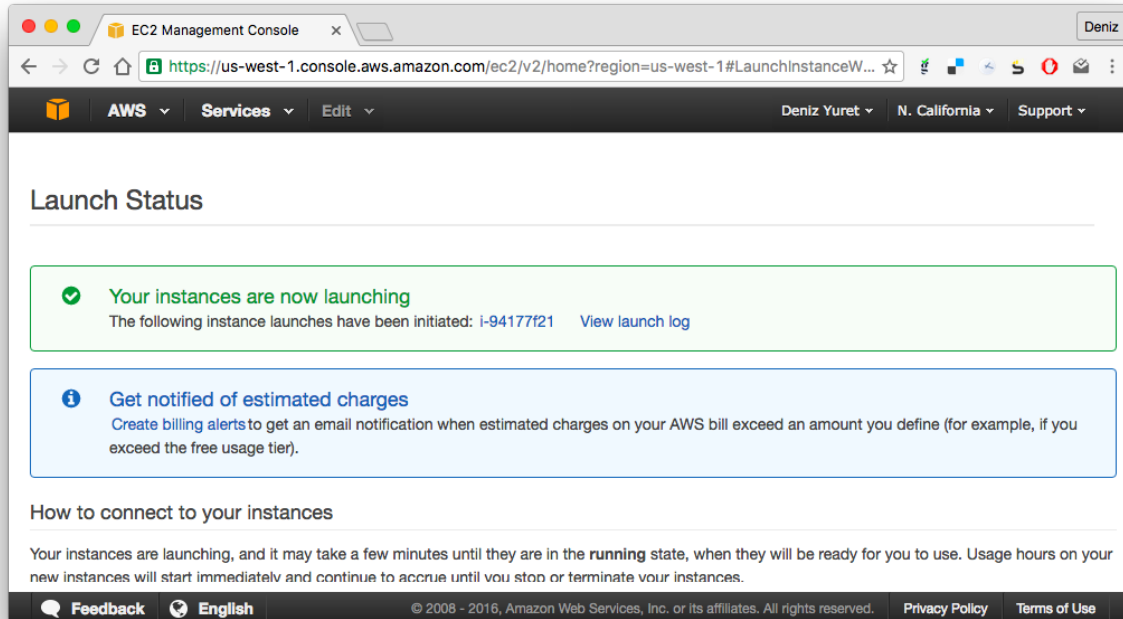 EC2 Management Console
Deniz
https://us-west-1.console.aws.amazon.com/ec2/v2/home?region=us-west-1#LaunchInstanceW...
AWS Services Edit Deniz Yuret N. California Support
Launch Status
Your instances are now launching
The following instance launches have been initiated: i-94177f21 View launch log
Get notified of estimated charges
Create billing alerts to get an email notification when estimated charges on your AWS bill exceed an amount you define (for example, if you
exceed the free usage tier).
How to connect to your instances
Your instances are launching, and it may take a few minutes until they are in the running state, when they will be ready for you to use. Usage hours on your
new instances will start immediately and continue to accrue until you stop or terminate your instances.
Feedback English © 2008 - 2016, Amazon Web Services, Inc. or its affiliates. All rights reserved. Privacy Policy Terms of Use